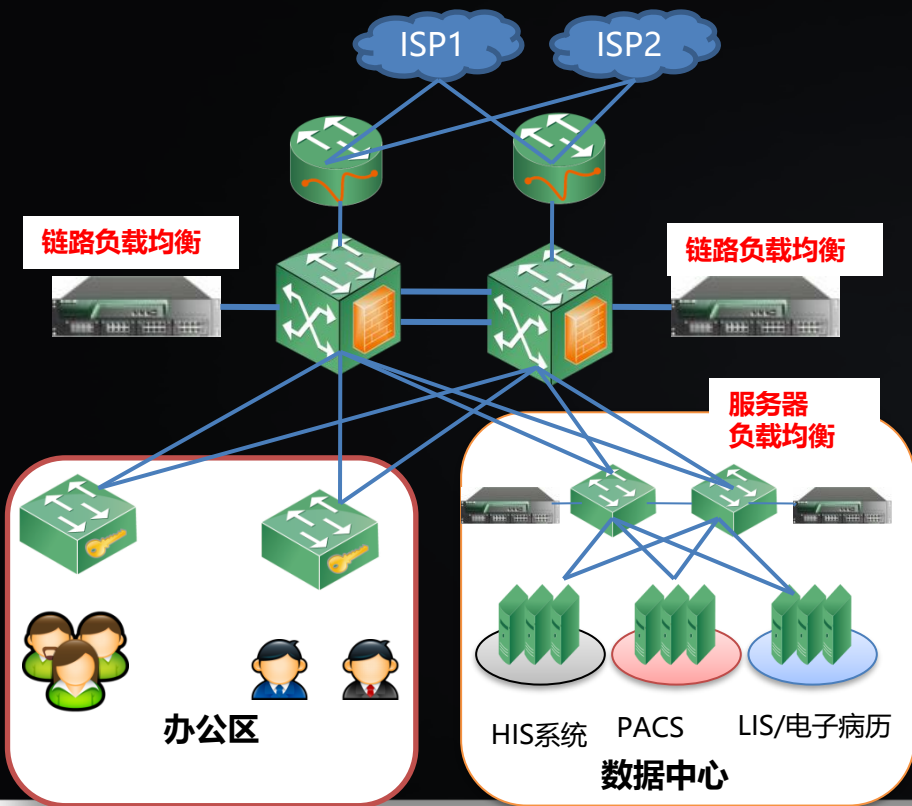 ISP1
ISP2
链路负载均衡
链路负载均衡
服务器
负载均衡
办公区
HIS系统
PACS
LIS/电子病历
数据中心